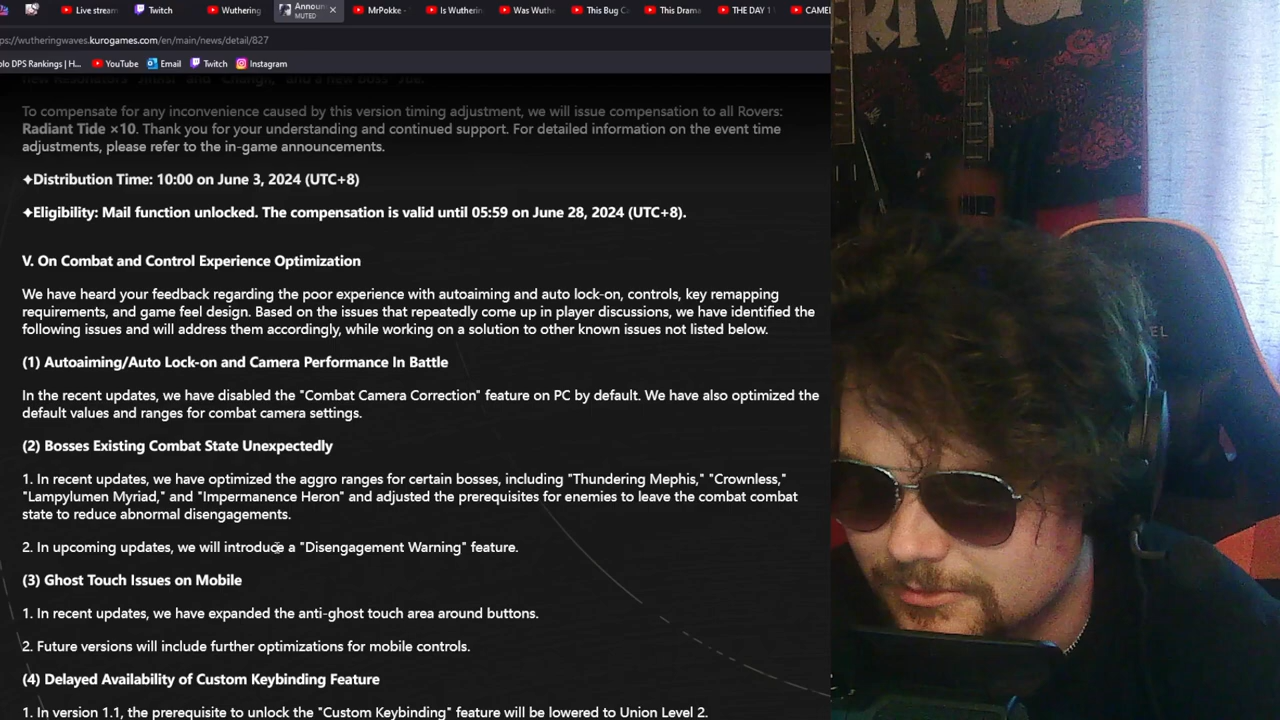 Live stream
Twitch
Wuthering
Announ
MUTED
MrPokke -
Is Wutherin
Was Wuthe
This Bug C
This Drama
THE DAY 1
CAMEL
ps://wutheringwaves.kurogames.com/en/main/news/detail/827
olo DPS Rankings | H...
YouTube
Email
Twitch
Instagram
To compensate for any inconvenience caused by this version timing adjustment, we will issue compensation to all Rovers:
Radiant Tide ×10. Thank you for your understanding and continued support. For detailed information on the event time
adjustments, please refer to the in-game announcements.
✦Distribution Time: 10:00 on June 3, 2024 (UTC+8)
✦Eligibility: Mail function unlocked. The compensation is valid until 05:59 on June 28, 2024 (UTC+8).
V. On Combat and Control Experience Optimization
We have heard your feedback regarding the poor experience with autoaiming and auto lock-on, controls, key remapping
requirements, and game feel design. Based on the issues that repeatedly come up in player discussions, we have identified the
following issues and will address them accordingly, while working on a solution to other known issues not listed below.
(1) Autoaiming/Auto Lock-on and Camera Performance In Battle
In the recent updates, we have disabled the "Combat Camera Correction" feature on PC by default. We have also optimized the
default values and ranges for combat camera settings.
(2) Bosses Existing Combat State Unexpectedly
1. In recent updates, we have optimized the aggro ranges for certain bosses, including "Thundering Mephis," "Crownless,"
"Lampylumen Myriad," and "Impermanence Heron" and adjusted the prerequisites for enemies to leave the combat combat
state to reduce abnormal disengagements.
2. In upcoming updates, we will introduce a "Disengagement Warning" feature.
(3) Ghost Touch Issues on Mobile
1. In recent updates, we have expanded the anti-ghost touch area around buttons.
2. Future versions will include further optimizations for mobile controls.
(4) Delayed Availability of Custom Keybinding Feature
1. In version 1.1, the prerequisite to unlock the "Custom Keybinding" feature will be lowered to Union Level 2.